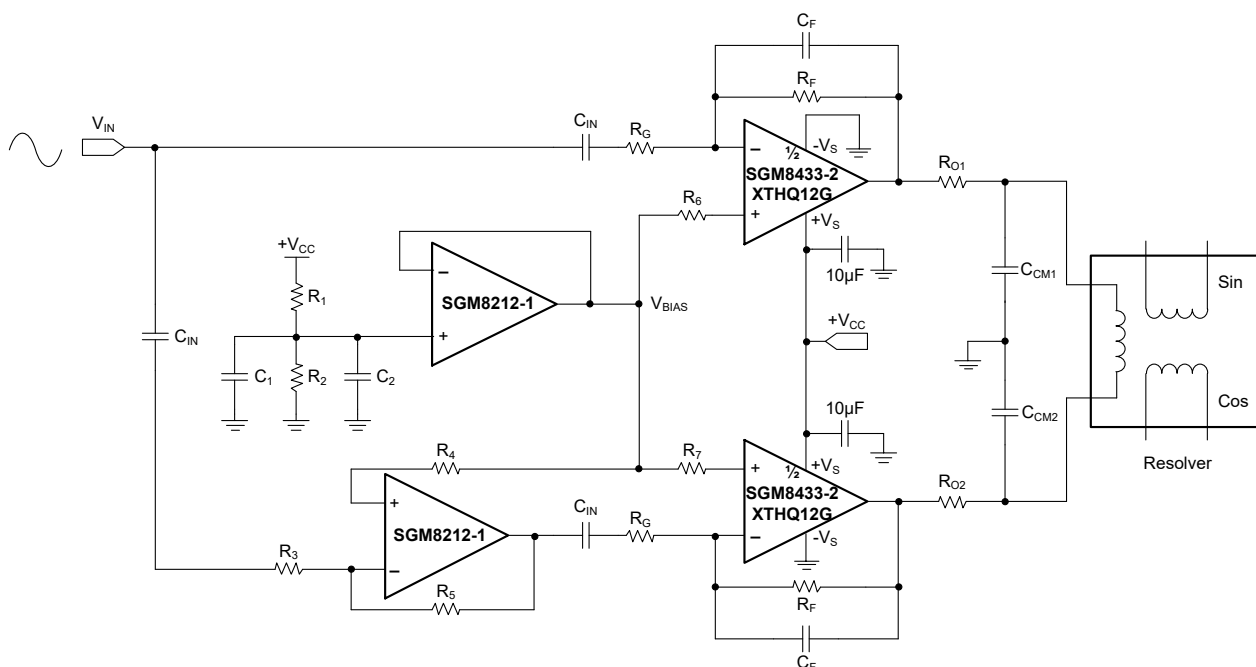 C_F
R_F
V_IN
C_IN
R_G
−
½
-V_S
SGM8433-2
XTHQ12G
R_O1
R_6
+
+V_S
+V_CC
10µF
C_CM1
Sin
R_1
−
SGM8212-1
V_BIAS
+V_CC
C_IN
+
C_1
R_2
C_2
10µF
C_CM2
Cos
R_4
R_7
+
+V_S
½
Resolver
SGM8433-2
XTHQ12G
R_O2
+
C_IN
R_G
SGM8212-1
−
-V_S
R_3
−
R_5
R_F
C_F